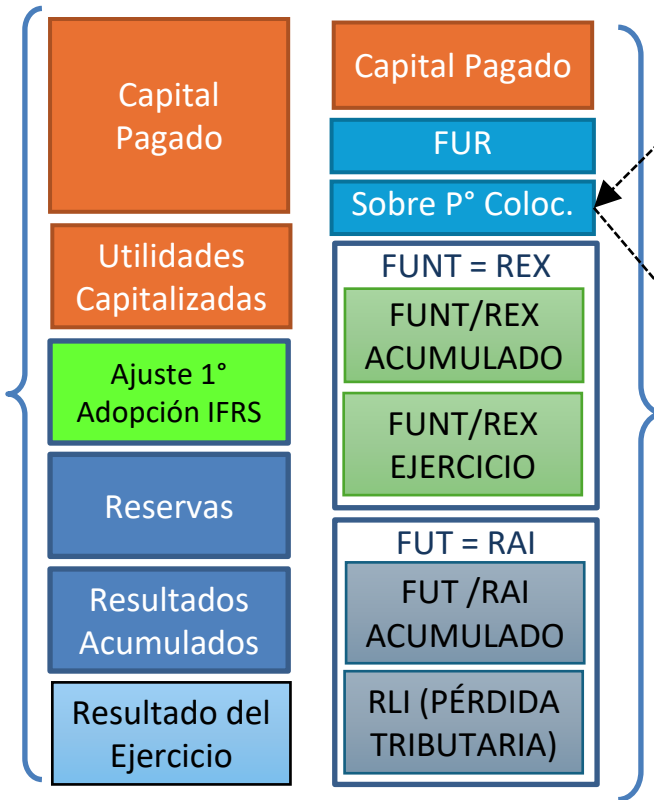 Capital
Pagado
Utilidades
Capitalizadas
Ajuste 1°
Adopción IFRS
Reservas
Resultados
Acumulados
Resultado del
Ejercicio
Capital Pagado
FUR
Sobre P° Coloc.
FUNT = REX
FUNT/REX
ACUMULADO
FUNT/REX
EJERCICIO
FUT = RAI
FUT /RAI
ACUMULADO
RLI (PÉRDIDA
TRIBUTARIA)